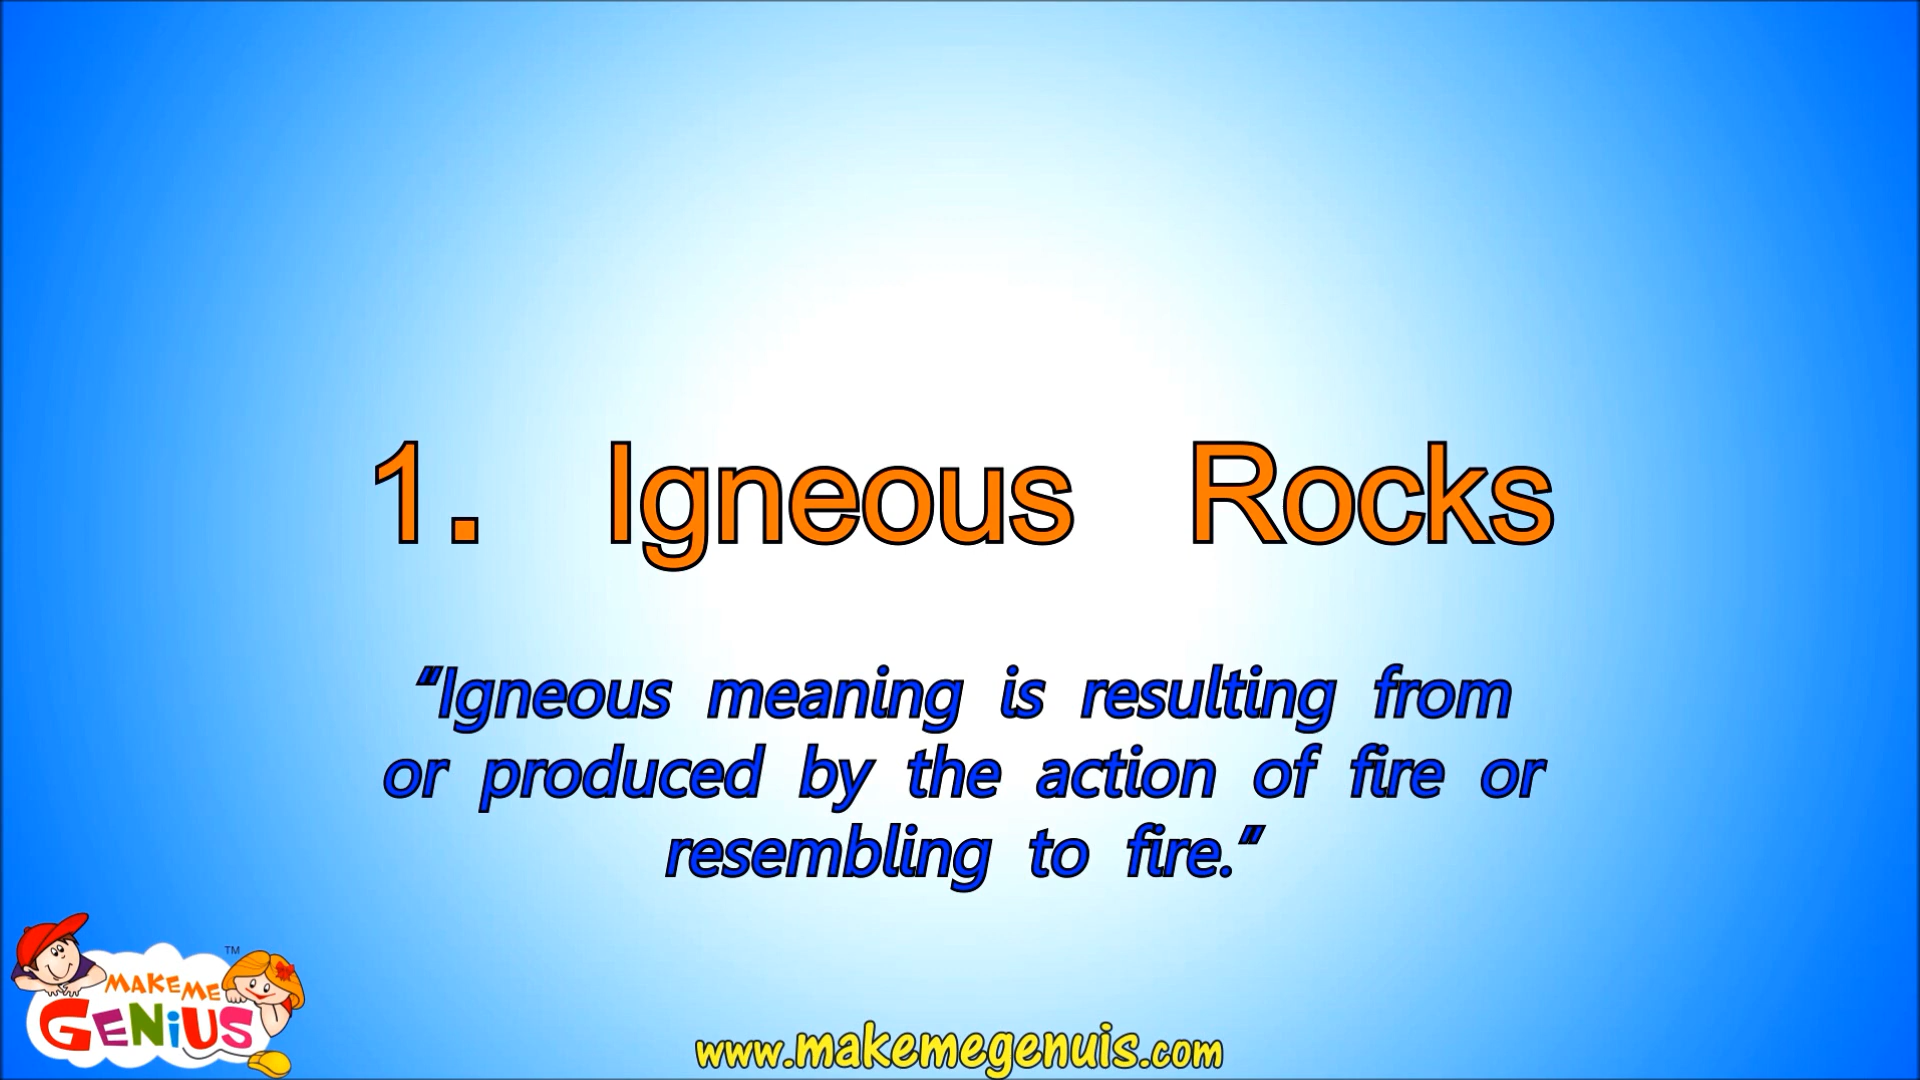 1. Igneous Rocks
“Igneous meaning is resulting from
or produced by the action of fire or
resembling to fire.”
MAKE ME
GENiUS
TM
www.makemegenuis.com